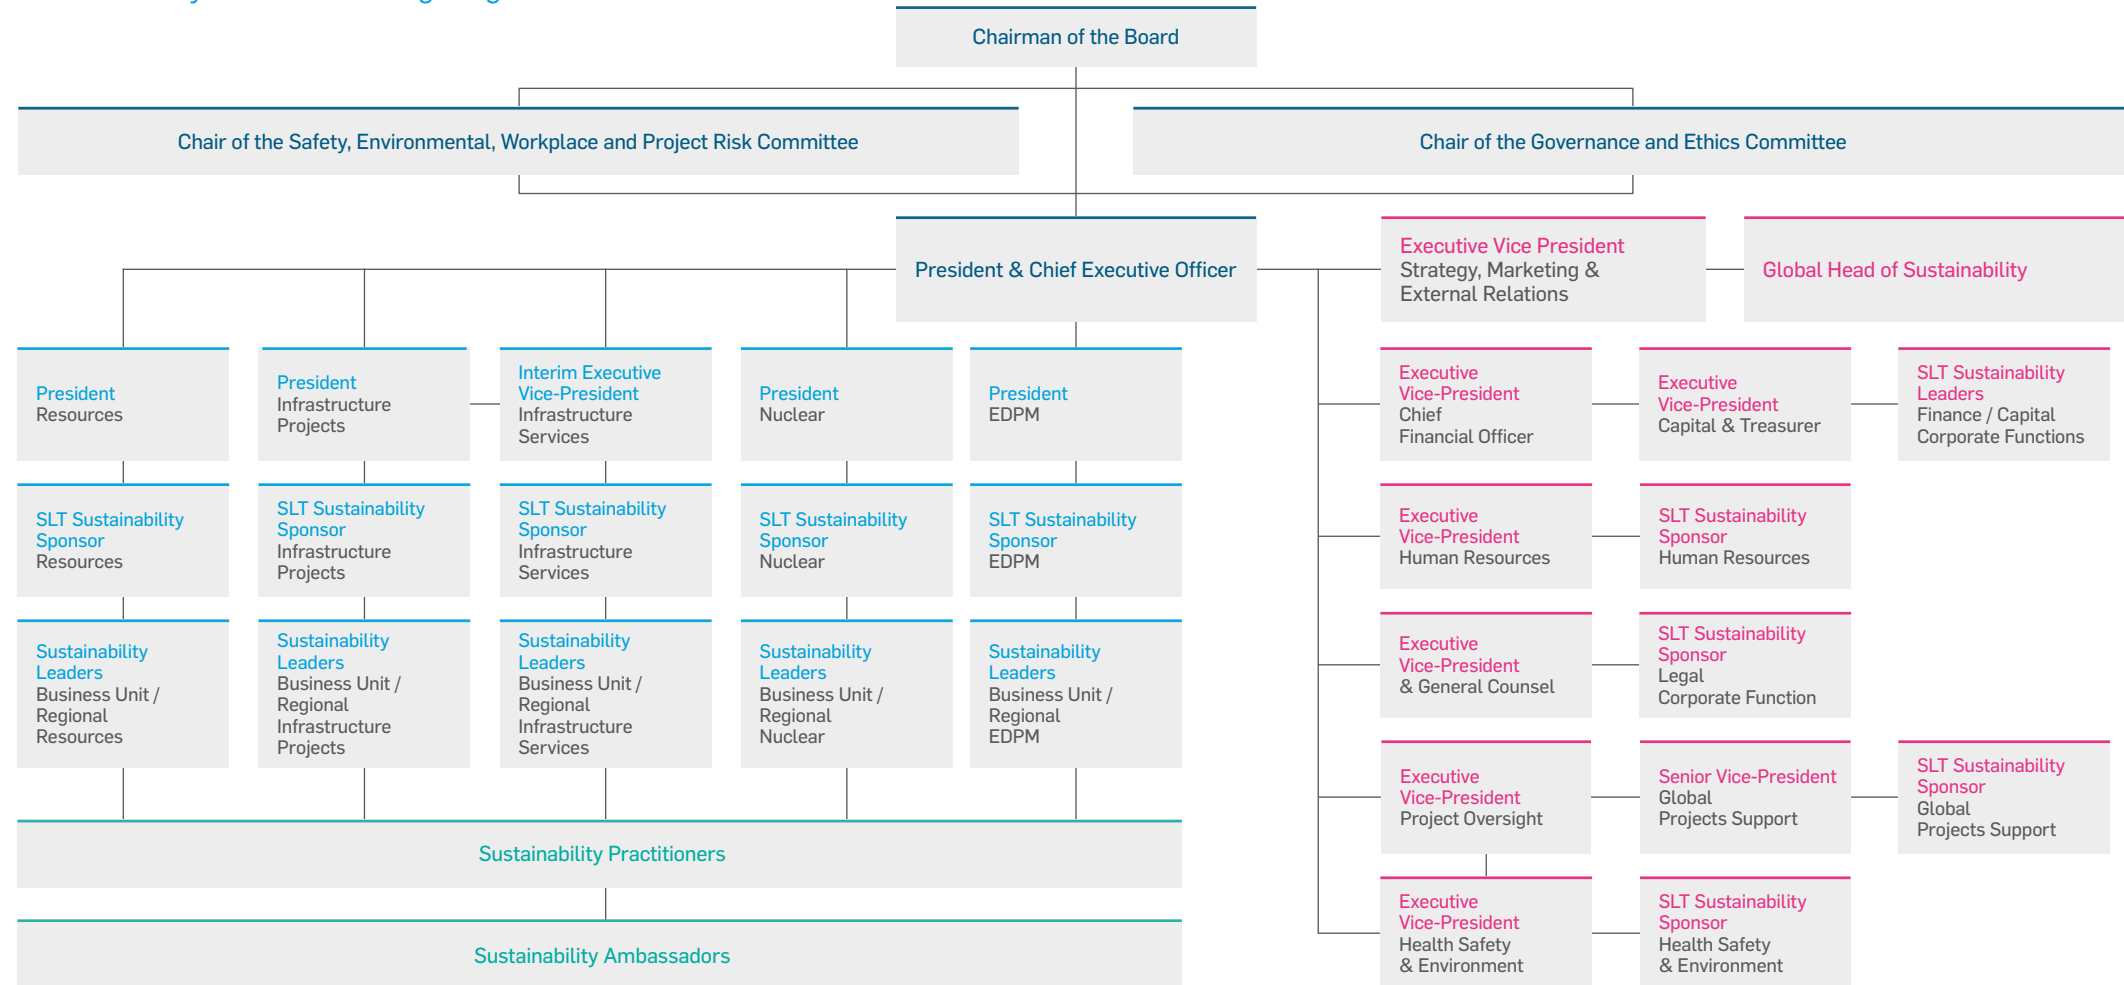 Chairman of the Board
Chair of the Safety, Environmental, Workplace and Project Risk Committee
Chair of the Governance and Ethics Committee
President & Chief Executive Officer
Executive Vice President
Strategy, Marketing &
External Relations
Global Head of Sustainability
President
Resources
President
Infrastructure
Projects
Interim Executive
Vice-President
Infrastructure
Services
President
Nuclear
President
EDPM
Executive
Vice-President
Chief
Financial Officer
Executive
Vice-President
Capital & Treasurer
SLT Sustainability
Leaders
Finance / Capital
Corporate Functions
SLT Sustainability
Sponsor
Resources
SLT Sustainability
Sponsor
Infrastructure
Projects
SLT Sustainability
Sponsor
Infrastructure
Services
SLT Sustainability
Sponsor
Nuclear
SLT Sustainability
Sponsor
EDPM
Executive
Vice-President
Human Resources
SLT Sustainability
Sponsor
Human Resources
Sustainability
Leaders
Business Unit /
Regional
Resources
Sustainability
Leaders
Business Unit /
Regional
Infrastructure
Projects
Sustainability
Leaders
Business Unit /
Regional
Infrastructure
Services
Sustainability
Leaders
Business Unit /
Regional
Nuclear
Sustainability
Leaders
Business Unit /
Regional
EDPM
Executive
Vice-President
& General Counsel
SLT Sustainability
Sponsor
Legal
Corporate Function
Executive
Vice-President
Project Oversight
Senior Vice-President
Global
Projects Support
SLT Sustainability
Sponsor
Global
Projects Support
Sustainability Practitioners
Executive
Vice-President
Health Safety
& Environment
SLT Sustainability
Sponsor
Health Safety
& Environment
Sustainability Ambassadors